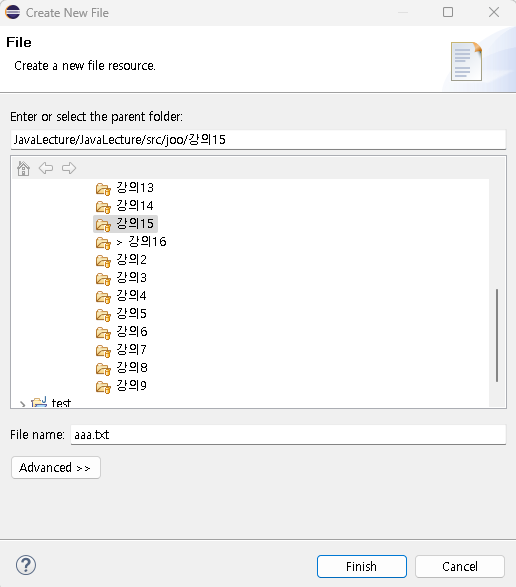 Create New File
File
Create a new file resource.
Enter or select the parent folder:
JavaLecture/JavaLecture/src/joo/강의15
강의13
강의14
강의15
> 강의16
강의2
강의3
강의4
강의5
강의6
강의7
강의8
강의9
test
File name: aaa.txt
Advanced >>
Finish Cancel